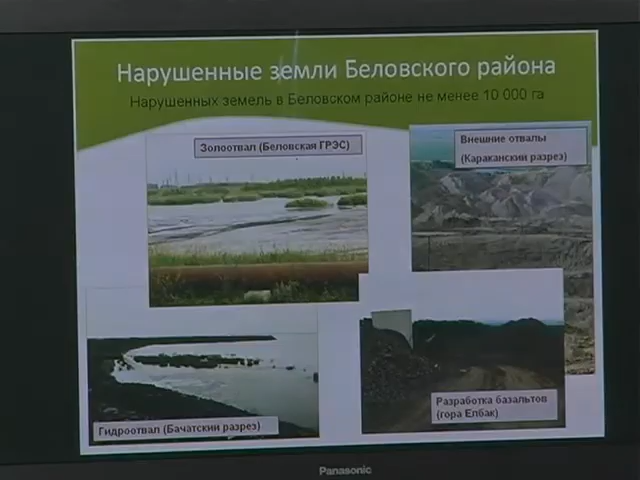 Нарушенные земли Беловского района
Нарушенных земель в Беловском районе не менее 10 000 га
Золоотвал (Беловская ГРЭС)
Внешние отвалы
(Караканский разрез)
Гидроотвал (Бачатский разрез)
Разработка базальтов
(гора Елбак)
Panasonic